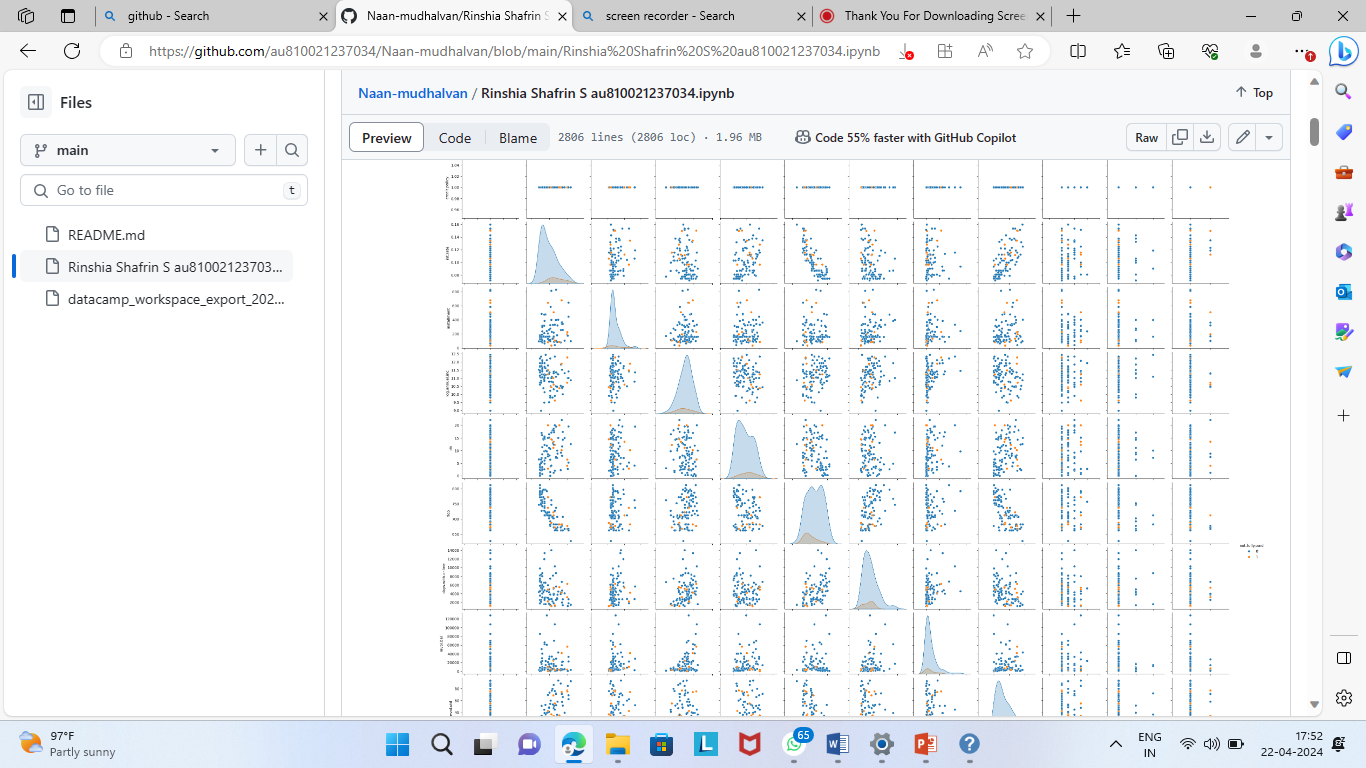 github - Search
Naan-mudhalvan/Rinshia Shafrin S
screen recorder - Search
Thank You For Downloading Scree
https://github.com/au810021237034/Naan-mudhalvan/blob/main/Rinshia%20Shafrin%20S%20au810021237034.ipynb
Files
Naan-mudhalvan / Rinshia Shafrin S au810021237034.ipynb
Top
main
Preview
Code
Blame
2806 lines (2806 loc) · 1.96 MB
Code 55% faster with GitHub Copilot
Raw
Go to file
t
README.md
Rinshia Shafrin S au81002123703...
datacamp_workspace_export_202...
97°F
Partly sunny
65
ENG
IN
17:52
22-04-2024